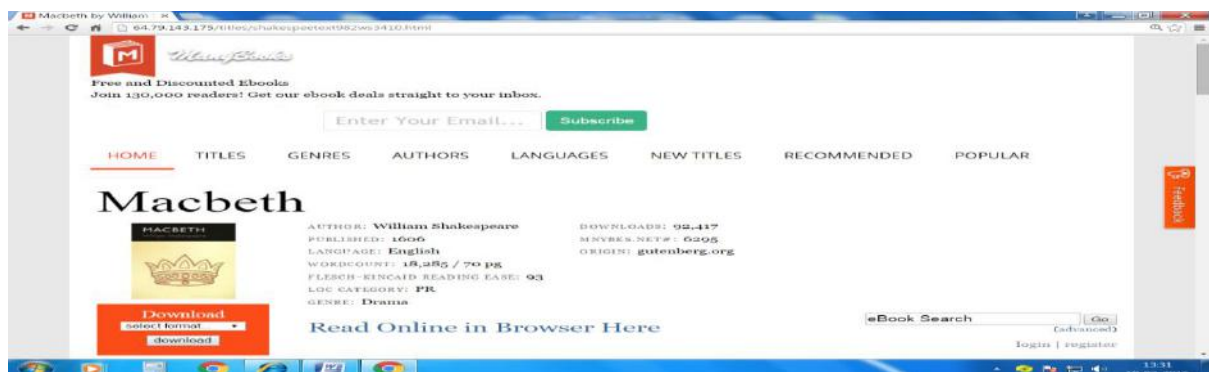 Macbeth by William
64.79.143.175/titles/shakespeetext982ws3410.html
M
ManyBooks
Free and Discounted Ebooks
Join 130,000 readers! Get our ebook deals straight to your inbox.
Enter Your Email... Subscribe
HOME TITLES GENRES AUTHORS LANGUAGES NEW TITLES RECOMMENDED POPULAR
Feedback
Macbeth
MACBETH
AUTHOR: William Shakespeare DOWNLOADS: 92,417
PUBLISHED: 1606 MNYBKS.NET#: 6295
LANGUAGE: English ORIGIN: gutenberg.org
WORDCOUNT: 18,285 / 70 pg
FLESCH-KINCAID READING EASE: 93
LOC CATEGORY: PR
GENRE: Drama
Download
select format
download
Read Online in Browser Here
eBook Search Go
(advanced)
login | register
13:31